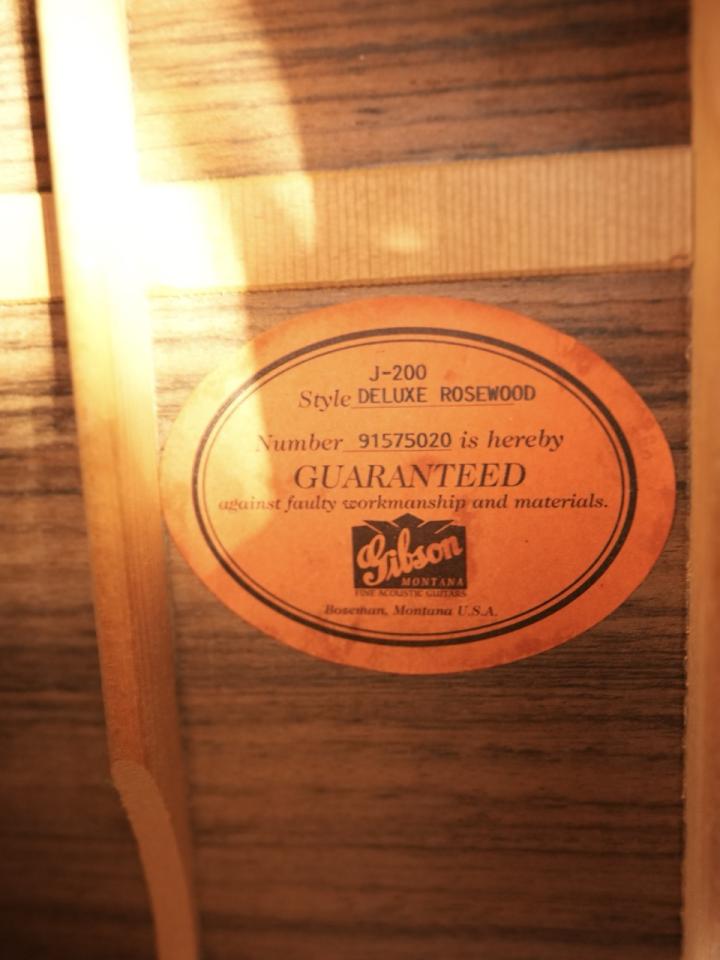 J-200
Style DELUXE ROSEWOOD
Number 91575020 is hereby
GUARANTEED
against faulty workmanship and materials.
Gibson
MONTANA
FINE ACOUSTIC GUITARS
Bozeman, Montana U.S.A.